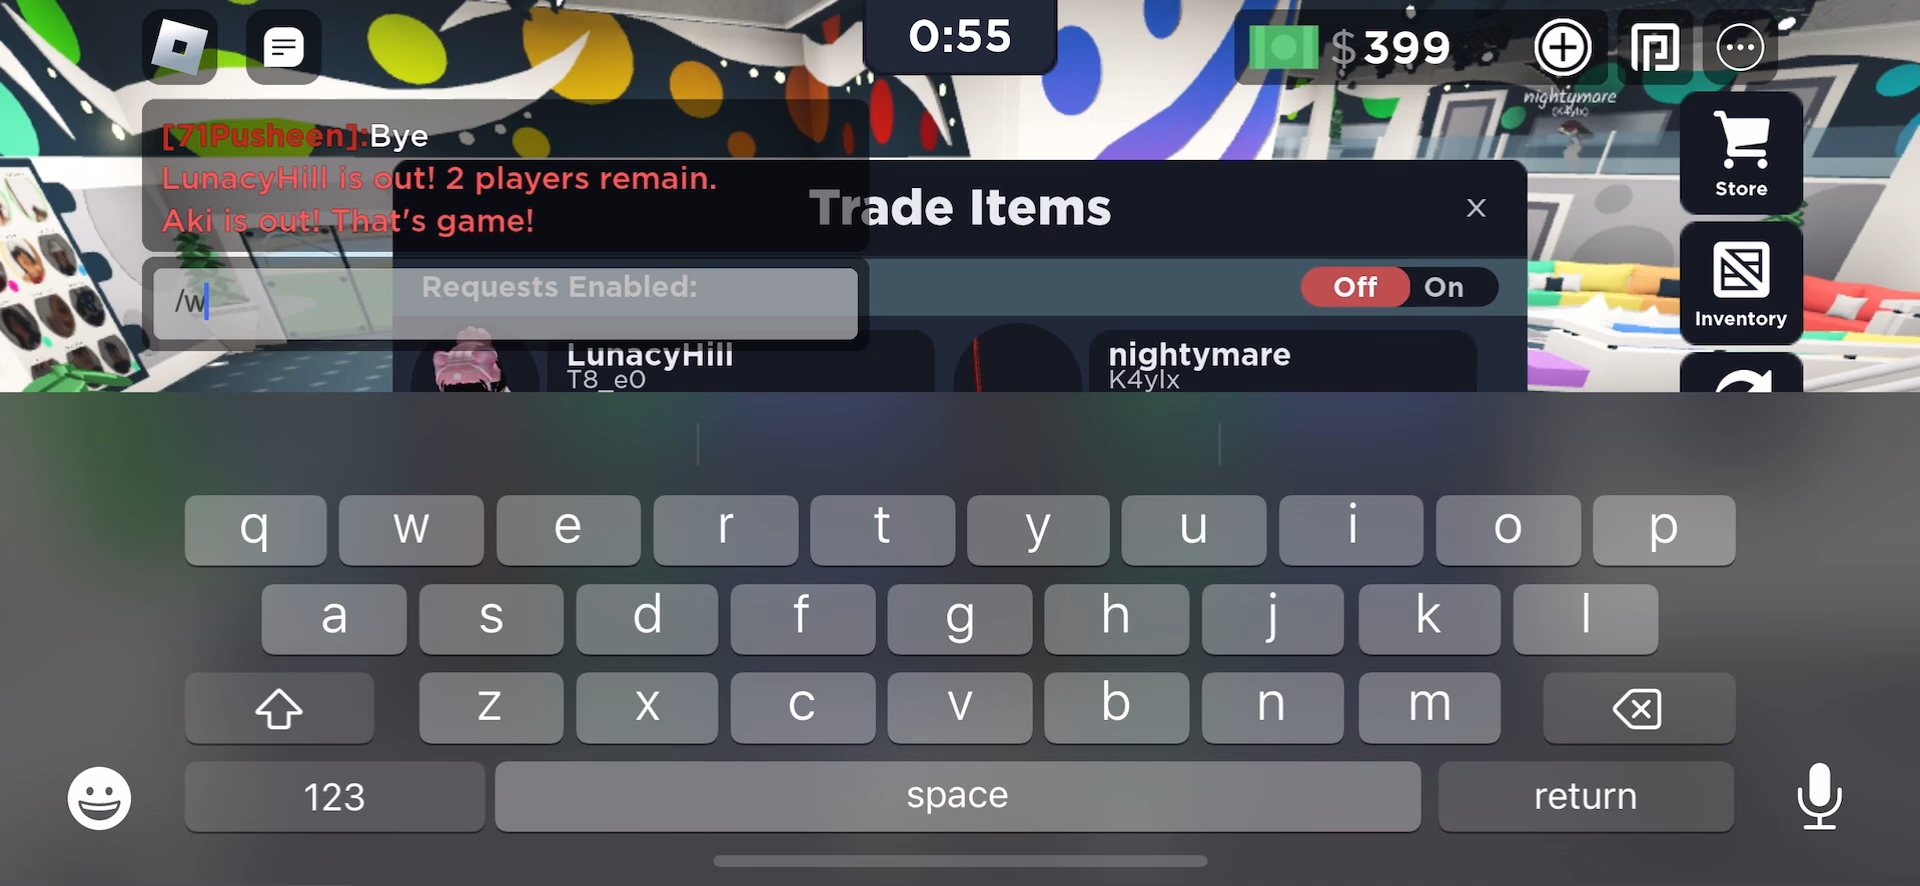 0:55
$399
nightymare
[71Pusheen]:Bye
LunacyHill is out! 2 players remain.
Aki is out! That's game!
Trade Items
X
Store
/w
Requests Enabled:
Off On
Inventory
LunacyHill
T8_e0
nightymare
K4ylx
q w e r t y u i o p
a s d f g h j k l
z x c v b n m
123 space return